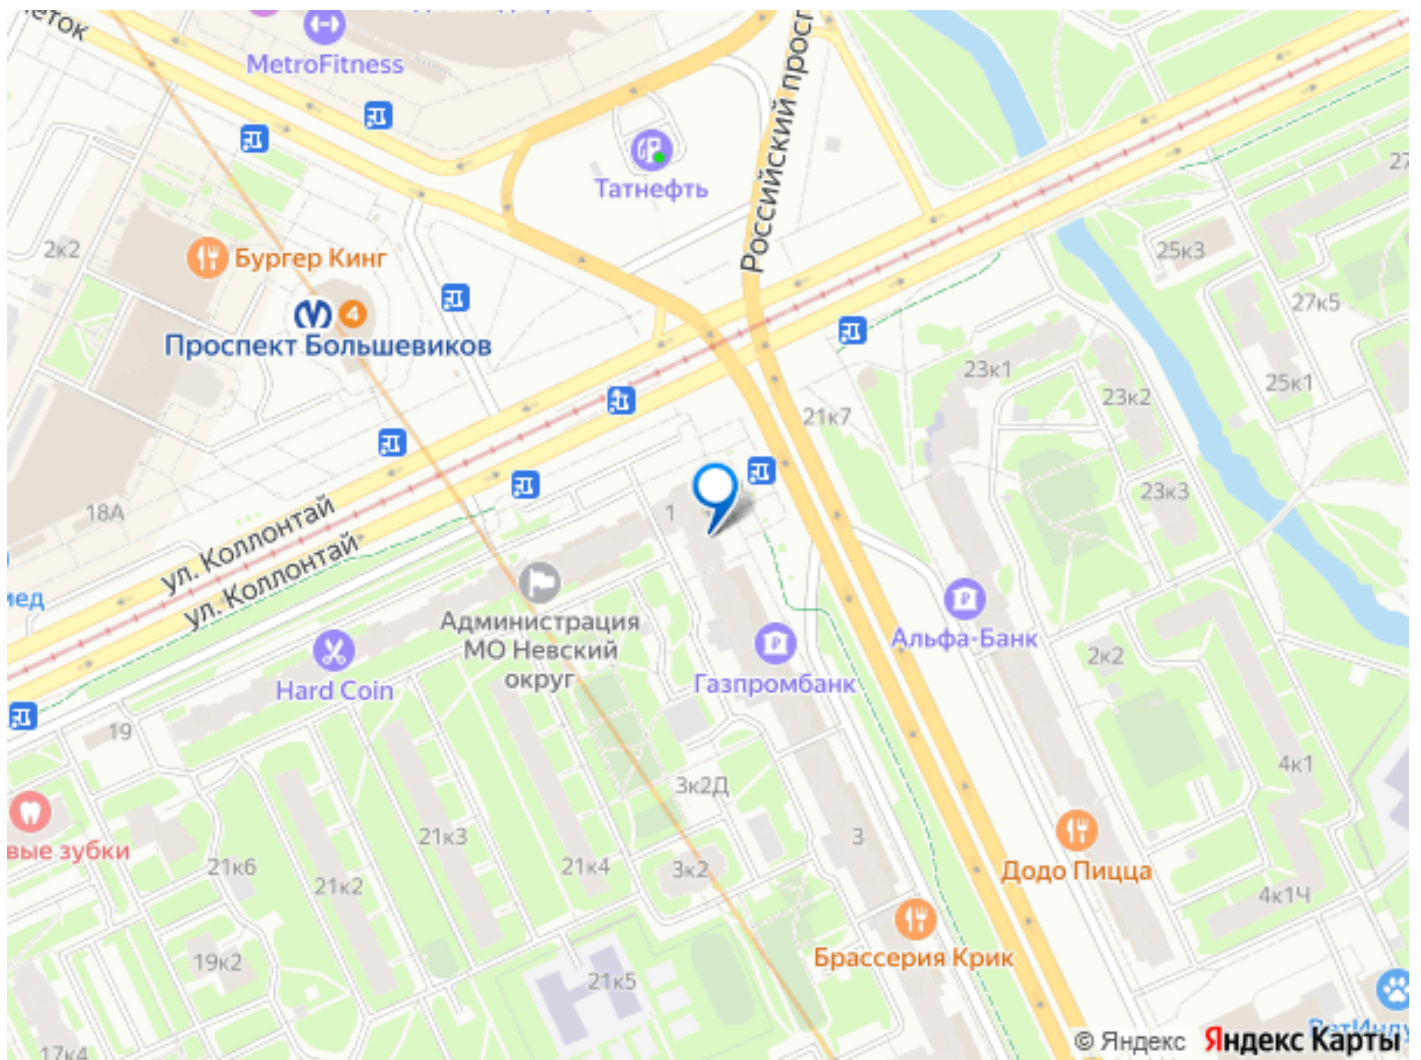 MetroFitness
Российский просп
Татнефть
27
2к2
Бургер Кинг
25к3
4
Проспект Большевиков
27к5
23к1
25к1
23к2
21к7
23к3
18А
1
ул. Коллонтай
ул. Коллонтай
мед
Администрация
МО Невский
округ
Альфа-Банк
Hard Coin
Газпромбанк
2к2
19
4к1
3к2Д
вые зубки
21к3
3
21к6
21к2
21к4
3к2
Додо Пицца
4к1Ч
Брассерия Крик
19к2
21к5
17к4
© Яндекс
Яндекс Карты